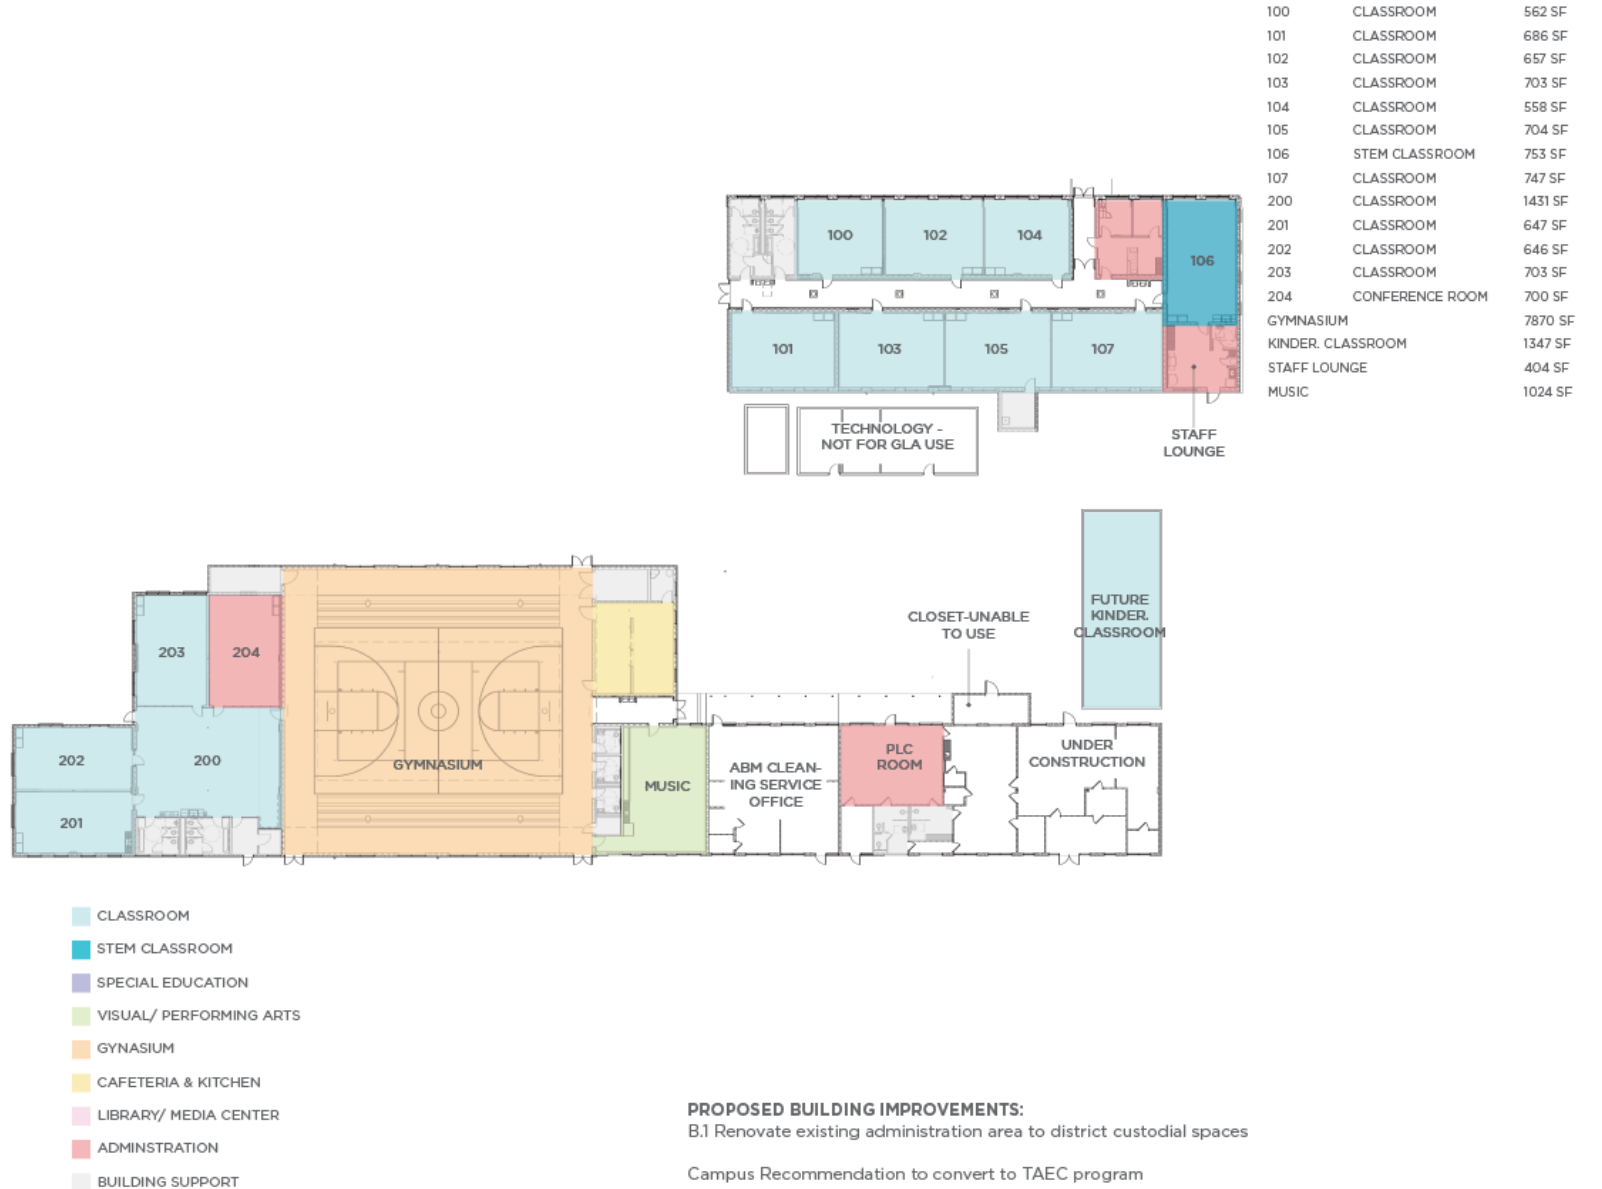 100 CLASSROOM 562 SF
101 CLASSROOM 686 SF
102 CLASSROOM 657 SF
103 CLASSROOM 703 SF
104 CLASSROOM 558 SF
105 CLASSROOM 704 SF
106 STEM CLASSROOM 753 SF
107 CLASSROOM 747 SF
200 CLASSROOM 1431 SF
201 CLASSROOM 647 SF
202 CLASSROOM 646 SF
203 CLASSROOM 703 SF
204 CONFERENCE ROOM 700 SF
GYMNASIUM 7870 SF
KINDER. CLASSROOM 1347 SF
STAFF LOUNGE 404 SF
MUSIC 1024 SF
100
102
104
106
101
103
105
107
TECHNOLOGY -
NOT FOR GLA USE
STAFF
LOUNGE
FUTURE
KINDER.
CLASSROOM
CLOSET-UNABLE
TO USE
203
204
202
200
201
GYMNASIUM
MUSIC
ABM CLEAN-
ING SERVICE
OFFICE
PLC
ROOM
UNDER
CONSTRUCTION
CLASSROOM
STEM CLASSROOM
SPECIAL EDUCATION
VISUAL/ PERFORMING ARTS
GYNASIUM
CAFETERIA & KITCHEN
LIBRARY/ MEDIA CENTER
ADMINSTRATION
BUILDING SUPPORT
PROPOSED BUILDING IMPROVEMENTS:
B.1 Renovate existing administration area to district custodial spaces
Campus Recommendation to convert to TAEC program